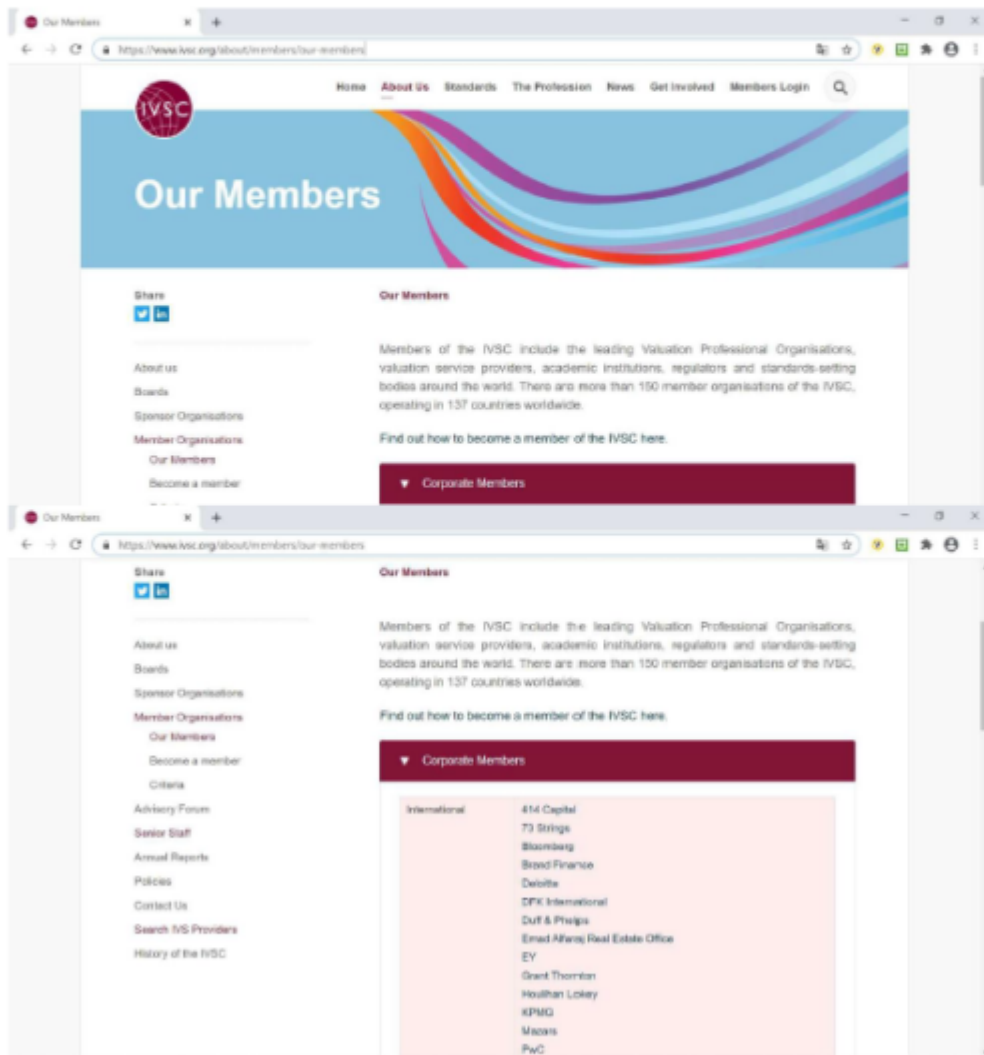 Our Members
https://www.ivsc.org/about/members/our-members
IVSC
Home About Us Standards The Profession News Get Involved Members Login
Our Members
Share
About us
Boards
Sponsor Organisations
Member Organisations
Our Members
Become a member
Our Members
Members of the IVSC include the leading Valuation Professional Organisations,
valuation service providers, academic institutions, regulators and standards-setting
bodies around the world. There are more than 150 member organisations of the IVSC,
operating in 137 countries worldwide.
Find out how to become a member of the IVSC here.
Corporate Members
Our Members
https://www.ivsc.org/about/members/our-members
Share
About us
Boards
Sponsor Organisations
Member Organisations
Our Members
Become a member
Criteria
Advisory Forum
Senior Staff
Annual Reports
Policies
Contact Us
Search IVS Providers
History of the IVSC
Our Members
Members of the IVSC include the leading Valuation Professional Organisations,
valuation service providers, academic institutions, regulators and standards-setting
bodies around the world. There are more than 150 member organisations of the IVSC,
operating in 137 countries worldwide.
Find out how to become a member of the IVSC here.
Corporate Members
International
414 Capital
73 Strings
Bloomberg
Brand Finance
Deloitte
DFK International
Duff & Phelps
Emad Alfaraj Real Estate Office
EY
Grant Thornton
Houlihan Lokey
KPMG
Mazars
PwC